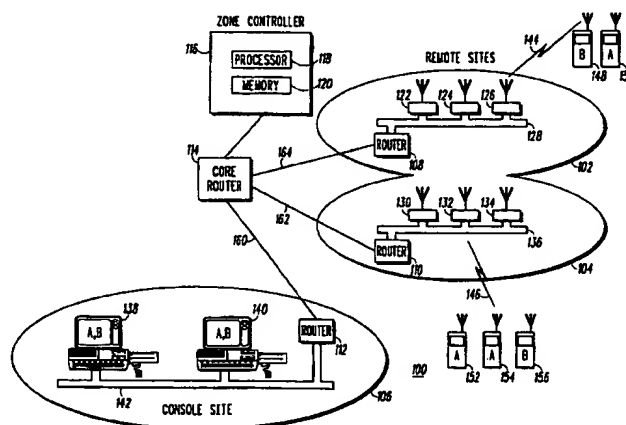 ZONE CONTROLLER
116
PROCESSOR
118
MEMORY
120
REMOTE SITES
144
B
148
A
122
124
126
128
ROUTER
108
102
114
CORE
ROUTER
164
162
160
130
132
134
136
ROUTER
110
104
146
A
152
A
154
B
156
100
A,B
138
A,B
140
ROUTER
112
142
CONSOLE SITE
106